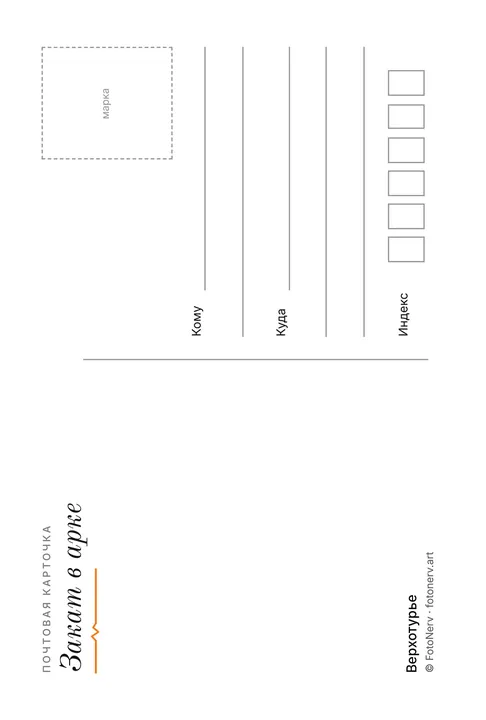 ПОЧТОВАЯ КАРТОЧКА
Закат в арке
марка
Кому
Куда
Индекс
Верхотурье
© FotoNerv · fotonerv.art